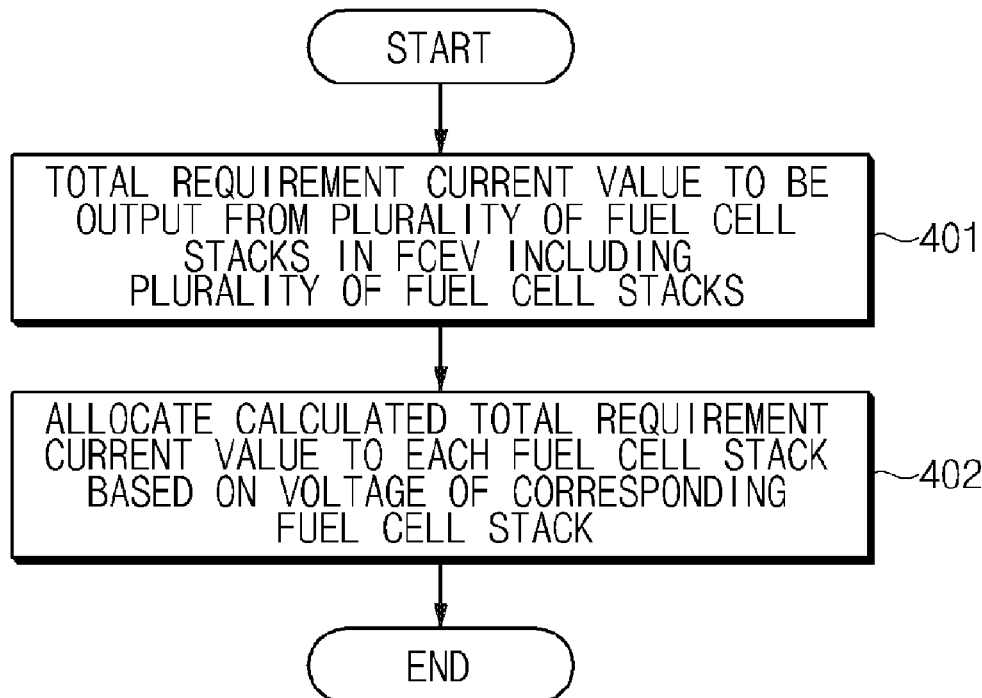 START
TOTAL REQUIREMENT CURRENT VALUE TO BE
OUTPUT FROM PLURALITY OF FUEL CELL
STACKS IN FCEV INCLUDING
PLURALITY OF FUEL CELL STACKS
401
ALLOCATE CALCULATED TOTAL REQUIREMENT
CURRENT VALUE TO EACH FUEL CELL STACK
BASED ON VOLTAGE OF CORRESPONDING
FUEL CELL STACK
402
END